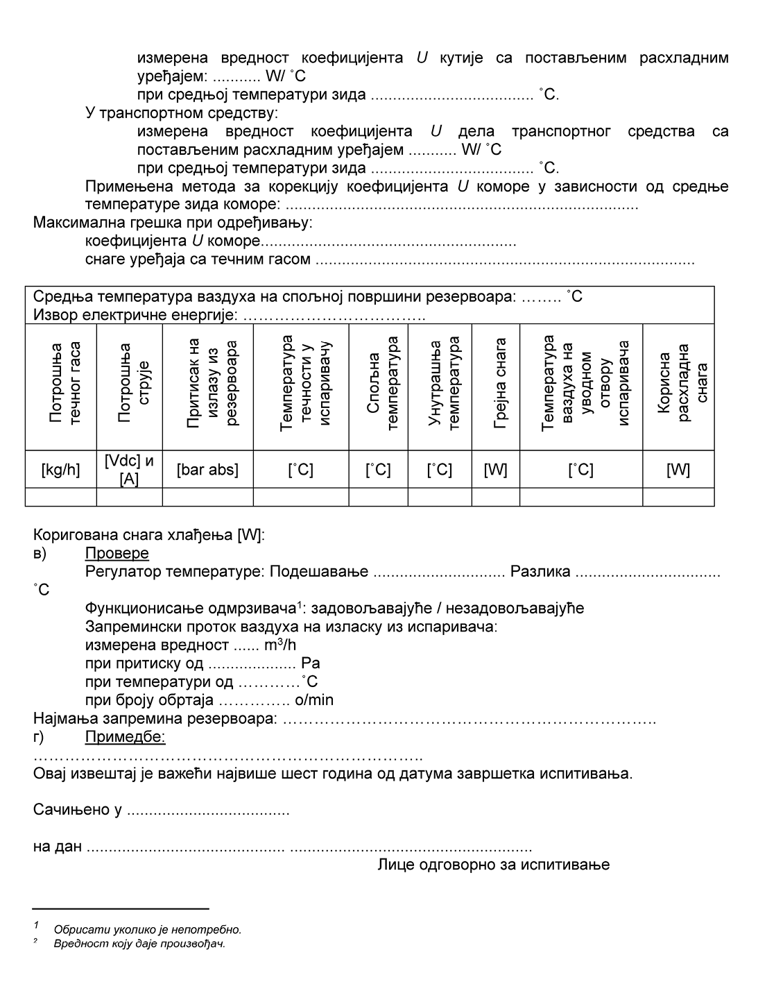 измерена вредност коефицијента U кутије са постављеним расхладним
уређајем: ........... W/ ˚C
при средњој температури зида ..................................... ˚C.
У транспортном средству:
измерена вредност коефицијента U дела транспортног средства са
постављеним расхладним уређајем ........... W/ ˚C
при средњој температури зида ..................................... ˚C.
Примењена метода за корекцију коефицијента U коморе у зависности од средње
температуре зида коморе: ................................................................................
Максимална грешка при одређивању:
коефицијента U коморе..........................................................
снаге уређаја са течним гасом ......................................................................................
Средња температура ваздуха на спољној површини резервоара: …….. ˚C
Извор електричне енергије: ……………………………..
Потрошња
течног гаса
Потрошња
струје
Притисак на
излазу из
резервоара
Температура
течности у
испаривачу
Спољна
температура
Унутрашња
температура
Грејна снага
Температура
ваздуха на
уводном
отвору
испаривача
Корисна
расхладна
снага
[kg/h]
[Vdc] и
[A]
[bar abs]
[˚C]
[˚C]
[˚C]
[W]
[˚C]
[W]
Коригована снага хлађења [W]:
в) Провере
Регулатор температуре: Подешавање .............................. Разлика .................................
˚C
Функционисање одмрзивача1: задовољавајуће / незадовољавајуће
Запремински проток ваздуха на изласку из испаривача:
измерена вредност ...... m3/h
при притиску од .................... Pa
при температури од …………˚C
при броју обртаја ………….. o/min
Најмања запремина резервоара: ……………………………………………………………..
г) Примедбе:
………………………………………………………………..
Овај извештај је важећи највише шест година од датума завршетка испитивања.
Сачињено у .....................................
на дан ............................................. .......................................................
Лице одговорно за испитивање
1 Обрисати уколико је непотребно.
2 Вредност коју даје произвођач.